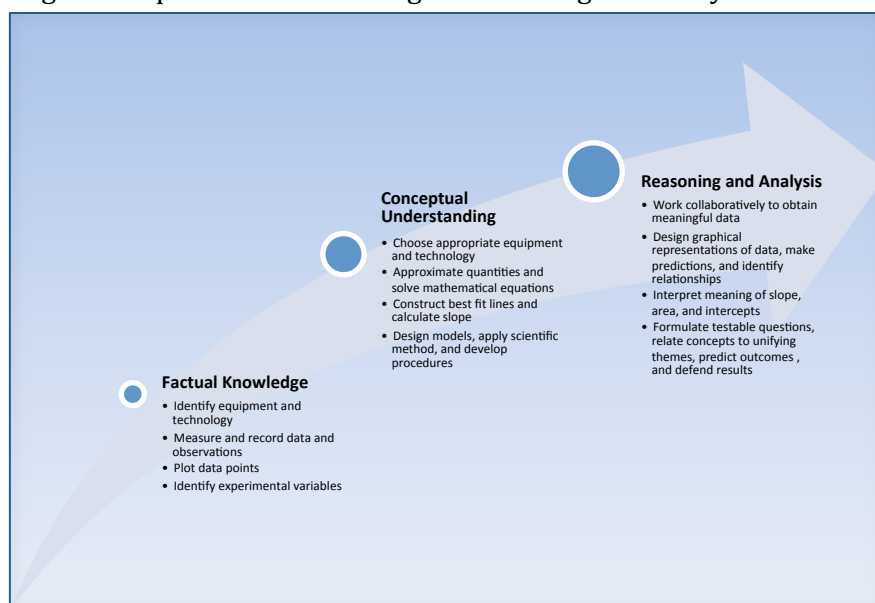 Factual Knowledge
• Identify equipment and
technology
• Measure and record data and
observations
• Plot data points
• Identify experimental variables
Conceptual
Understanding
• Choose appropriate equipment
and technology
• Approximate quantities and
solve mathematical equations
• Construct best fit lines and
calculate slope
• Design models, apply scientific
method, and develop
procedures
Reasoning and Analysis
• Work collaboratively to obtain
meaningful data
• Design graphical
representations of data, make
predictions, and identify
relationships
• Interpret meaning of slope,
area, and intercepts
• Formulate testable questions,
relate concepts to unifying
themes, predict outcomes ,
and defend results